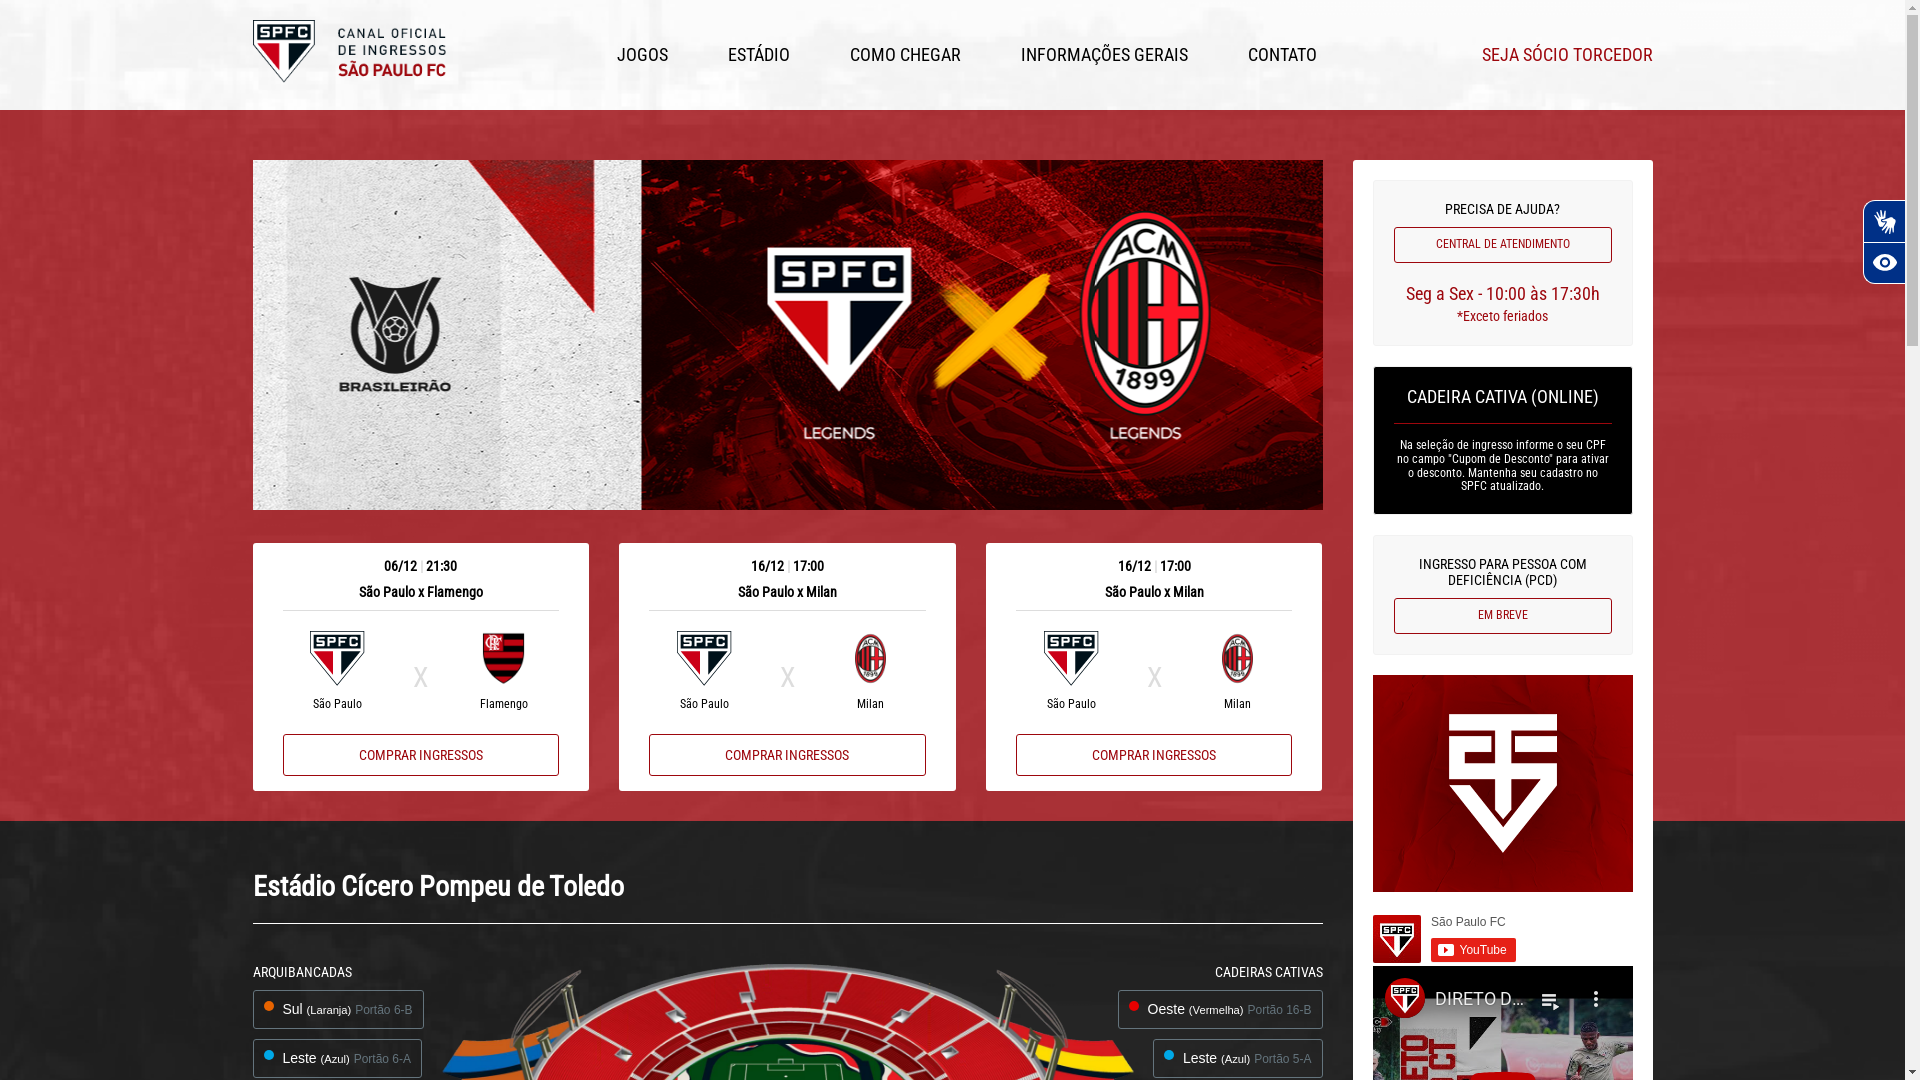 SPFC
CANAL OFICIAL
DE INGRESSOS
SÃO PAULO FC
JOGOS
ESTÁDIO
COMO CHEGAR
INFORMAÇÕES GERAIS
CONTATO
SEJA SÓCIO TORCEDOR
BRASILEIRÃO
SPFC
LEGENDS
ACM
1899
LEGENDS
06/12 | 21:30
São Paulo x Flamengo
SPFC
X
São Paulo
Flamengo
COMPRAR INGRESSOS
16/12 | 17:00
São Paulo x Milan
SPFC
X
ACM
São Paulo
Milan
COMPRAR INGRESSOS
16/12 | 17:00
São Paulo x Milan
SPFC
X
ACM
São Paulo
Milan
COMPRAR INGRESSOS
PRECISA DE AJUDA?
CENTRAL DE ATENDIMENTO
Seg a Sex - 10:00 às 17:30h
*Exceto feriados
CADEIRA CATIVA (ONLINE)
Na seleção de ingresso informe o seu CPF
no campo "Cupom de Desconto" para ativar
o desconto. Mantenha seu cadastro no
SPFC atualizado.
INGRESSO PARA PESSOA COM
DEFICIÊNCIA (PCD)
EM BREVE
SPFC
São Paulo FC
YouTube
SPFC
DIRETO D...
Estádio Cícero Pompeu de Toledo
ARQUIBANCADAS
Sul (Laranja) Portão 6-B
Leste (Azul) Portão 6-A
CADEIRAS CATIVAS
Oeste (Vermelha) Portão 16-B
Leste (Azul) Portão 5-A